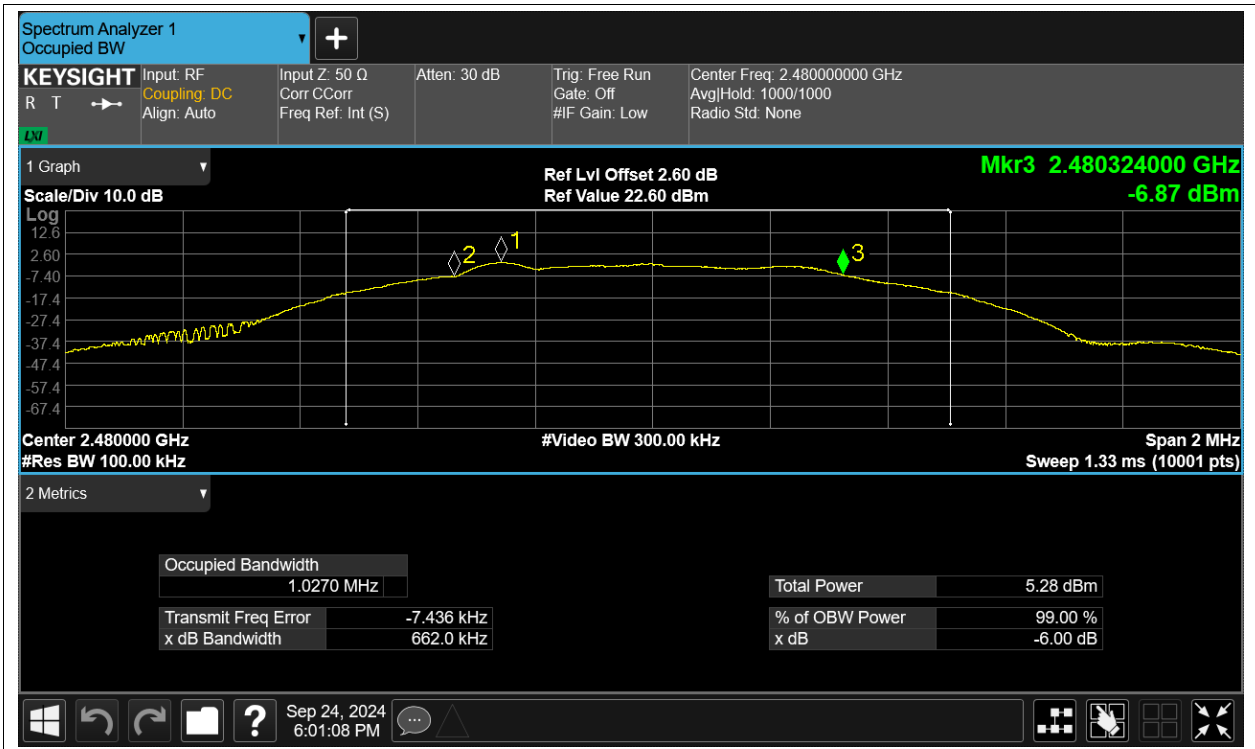 Spectrum Analyzer 1
Occupied BW
KEYSIGHT
R T
LXI
Input: RF
Coupling: DC
Align: Auto
Input Z: 50 Ω
Corr CCorr
Freq Ref: Int (S)
Atten: 30 dB
Trig: Free Run
Gate: Off
#IF Gain: Low
Center Freq: 2.480000000 GHz
Avg|Hold: 1000/1000
Radio Std: None
1 Graph
Scale/Div 10.0 dB
Ref Lvl Offset 2.60 dB
Ref Value 22.60 dBm
Mkr3 2.480324000 GHz
-6.87 dBm
Log
12.6
2.60
-7.40
-17.4
-27.4
-37.4
-47.4
-57.4
-67.4
2
1
3
Center 2.480000 GHz
#Video BW 300.00 kHz
Span 2 MHz
#Res BW 100.00 kHz
Sweep 1.33 ms (10001 pts)
2 Metrics
Occupied Bandwidth
1.0270 MHz
Transmit Freq Error -7.436 kHz
x dB Bandwidth 662.0 kHz
Total Power 5.28 dBm
% of OBW Power 99.00 %
x dB -6.00 dB
?
Sep 24, 2024
6:01:08 PM